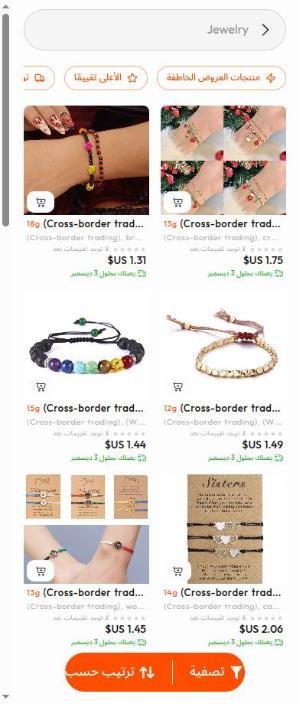 Jewelry
منتجات العروض الخاطفة
الأعلى تقييمًا
13g (Cross-border trad...
(Cross-border trading), cr...
لا توجد تقييمات بعد
$US 1.75
يصلك بحلول 3 ديسمبر
18g (Cross-border trad...
(Cross-border trading), br...
لا توجد تقييمات بعد
$US 1.31
يصلك بحلول 3 ديسمبر
12g (Cross-border trad...
(Cross-border trading), (W...
لا توجد تقييمات بعد
$US 1.49
يصلك بحلول 3 ديسمبر
15g (Cross-border trad...
(Cross-border trading), (W...
لا توجد تقييمات بعد
$US 1.44
يصلك بحلول 3 ديسمبر
Sisters
14g (Cross-border trad...
(Cross-border trading), ca...
لا توجد تقييمات بعد
$US 2.06
يصلك بحلول 3 ديسمبر
13g (Cross-border trad...
(Cross-border trading), wo...
لا توجد تقييمات بعد
$US 1.45
يصلك بحلول 3 ديسمبر
تصفية
ترتيب حسب